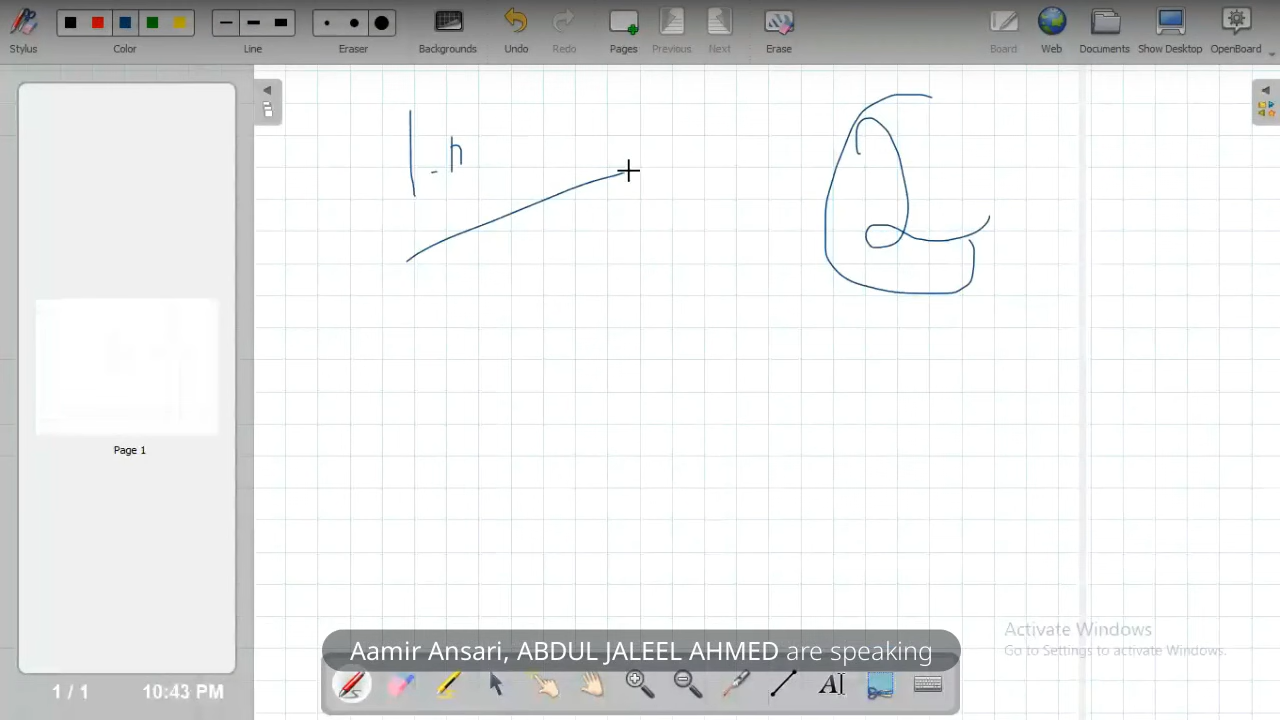 Stylus Color Line Eraser Backgrounds Undo Redo Pages Previous Next Erase Board Web Documents Show Desktop OpenBoard
Page 1
Activate Windows
Go to Settings to activate Windows.
Aamir Ansari, ABDUL JALEEL AHMED are speaking
1 / 1 10:43 PM